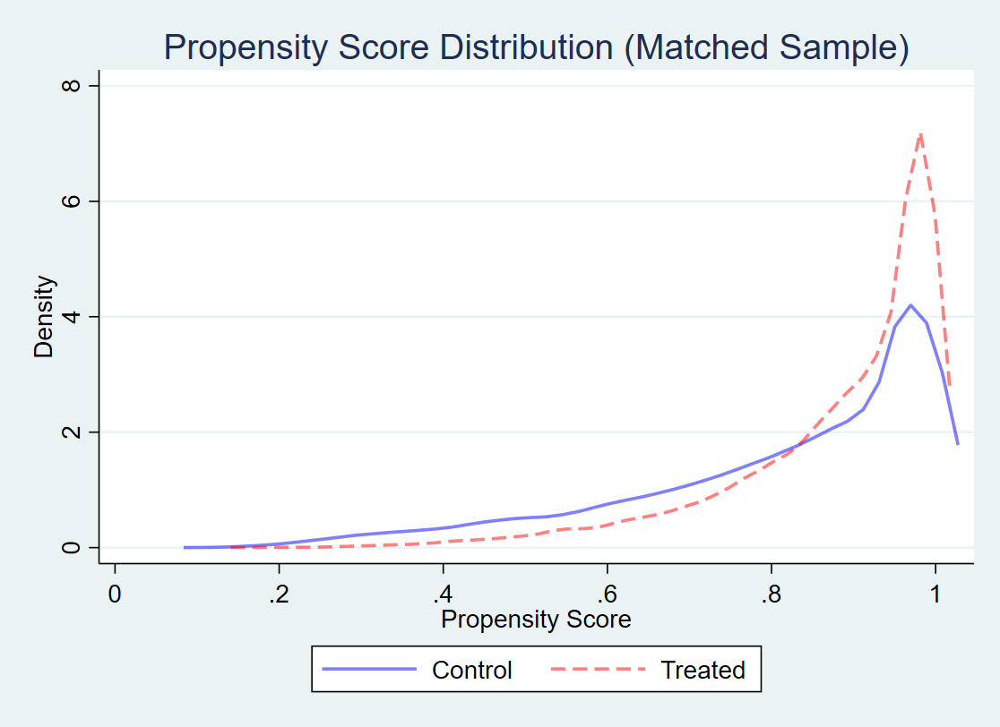 Propensity Score Distribution (Matched Sample)
8
6
4
2
0
Density
0 .2 .4 .6 .8 1
Propensity Score
Control Treated